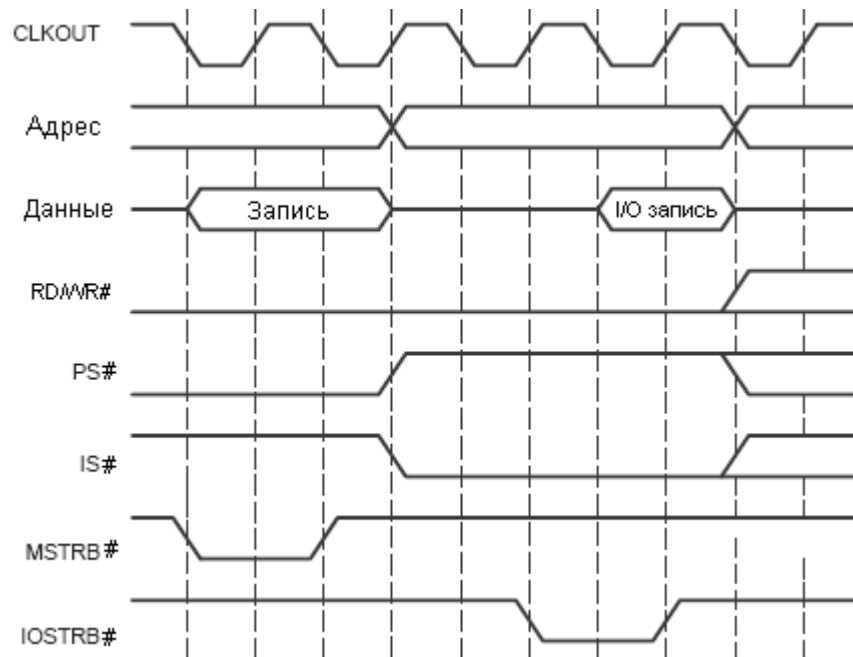 CLKOUT
Адрес
Данные
Запись
I/O запись
RD/WR#
PS#
IS#
MSTRB#
IOSTRB#